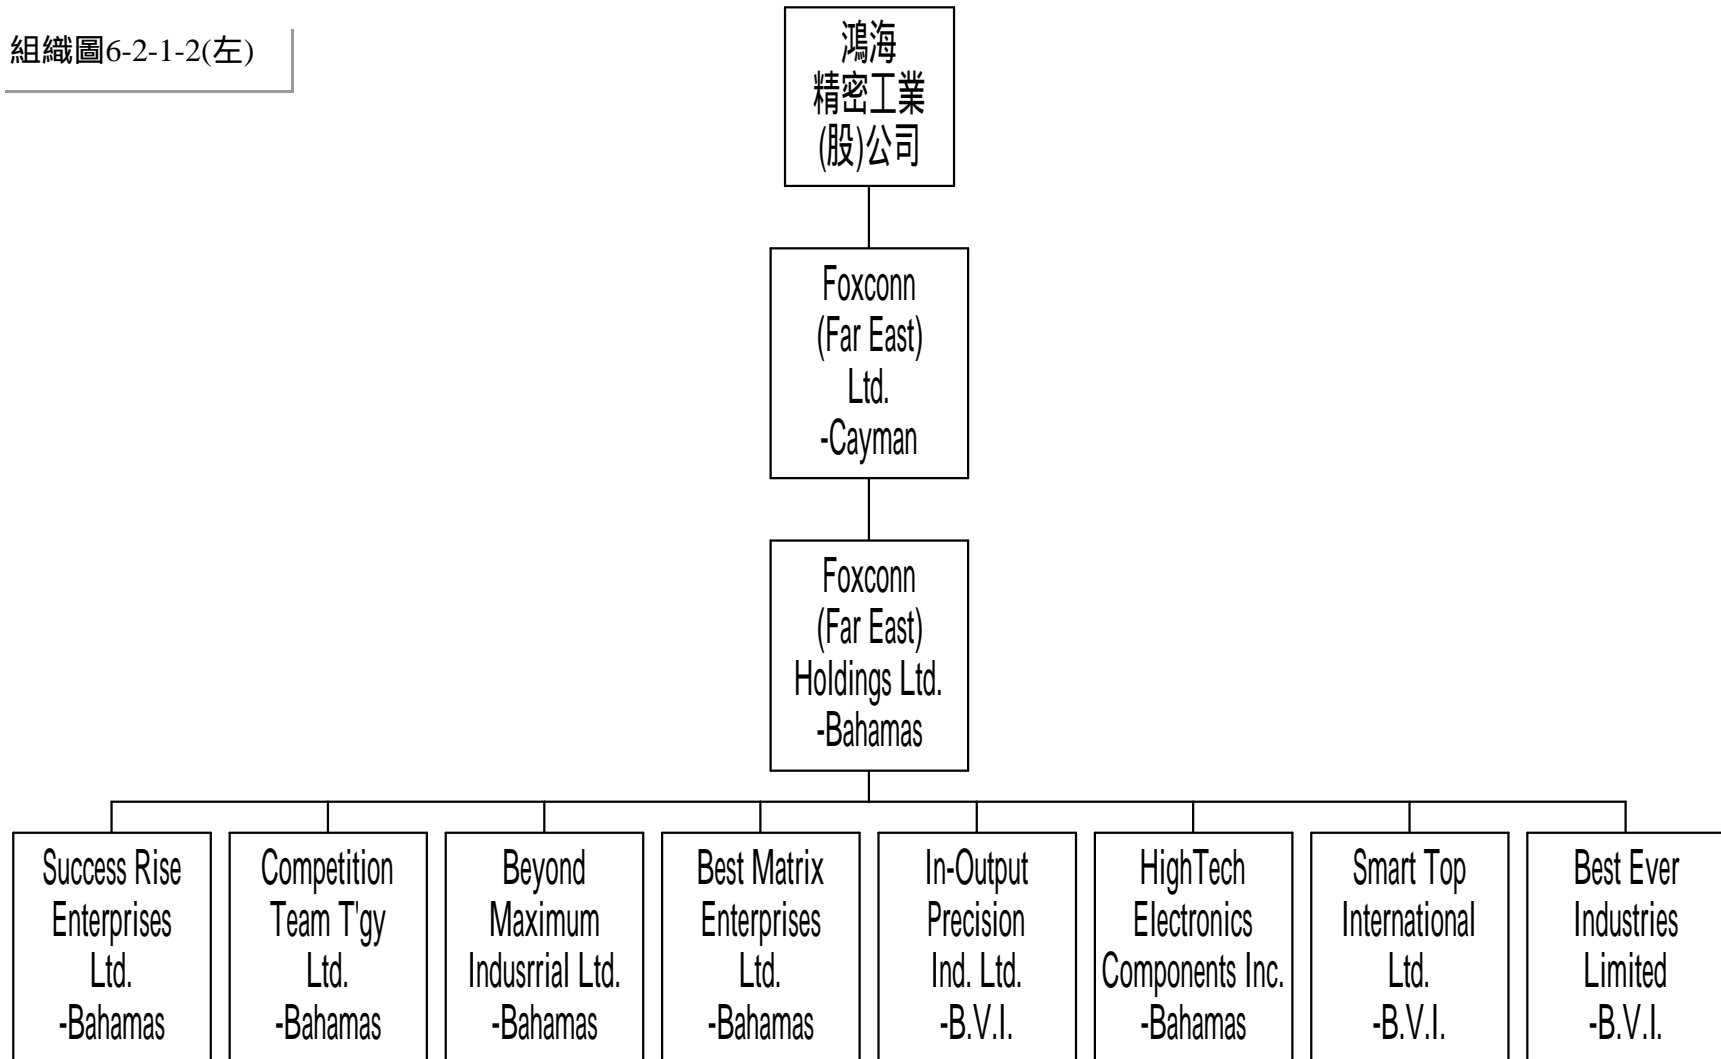 組織圖6-2-1-2(左)
鴻海
精密工業
(股)公司
Foxconn
(Far East)
Ltd.
-Cayman
Foxconn
(Far East)
Holdings Ltd.
-Bahamas
Success Rise
Enterprises
Ltd.
-Bahamas
Competition
Team T'gy
Ltd.
-Bahamas
Beyond
Maximum
Indusrrial Ltd.
-Bahamas
Best Matrix
Enterprises
Ltd.
-Bahamas
In-Output
Precision
Ind. Ltd.
-B.V.I.
HighTech
Electronics
Components Inc.
-Bahamas
Smart Top
International
Ltd.
-B.V.I.
Best Ever
Industries
Limited
-B.V.I.